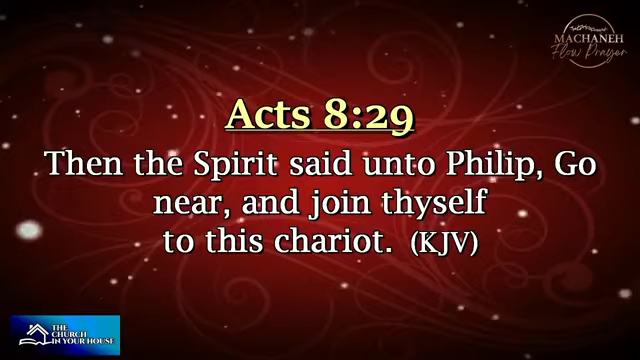 MACHANEH
Flow Prayer
Acts 8:29
Then the Spirit said unto Philip, Go
near, and join thyself
to this chariot. (KJV)
THE
CHURCH
IN YOUR HOUSE